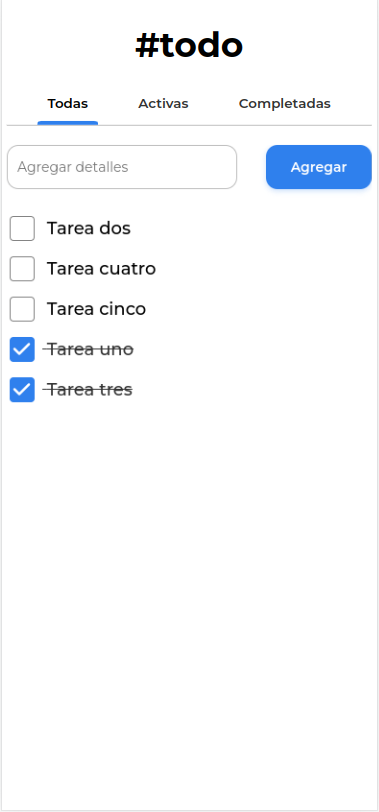 #todo
Todas Activas Completadas
Agregar detalles Agregar
Tarea dos
Tarea cuatro
Tarea cinco
Tarea uno
Tarea tres